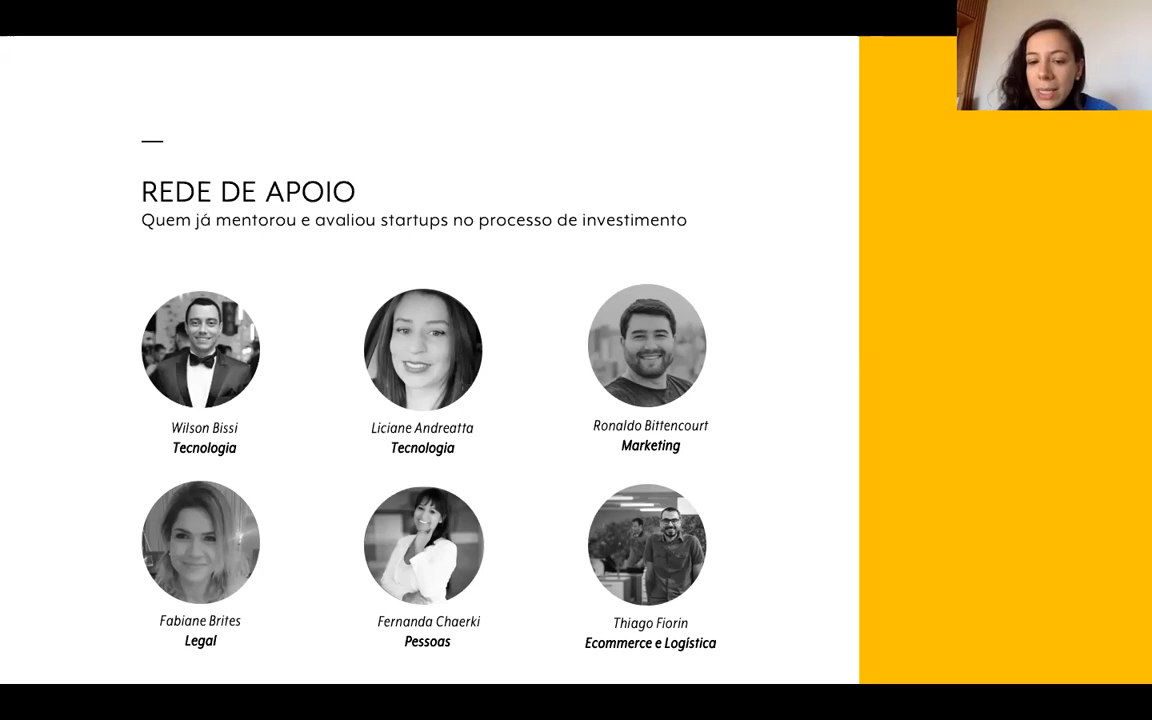 REDE DE APOIO
Quem já mentorou e avaliou startups no processo de investimento
Wilson Bissi
Tecnologia
Liciane Andreatta
Tecnologia
Ronaldo Bittencourt
Marketing
Fabiane Brites
Legal
Fernanda Chaerki
Pessoas
Thiago Fiorin
Ecommerce e Logística